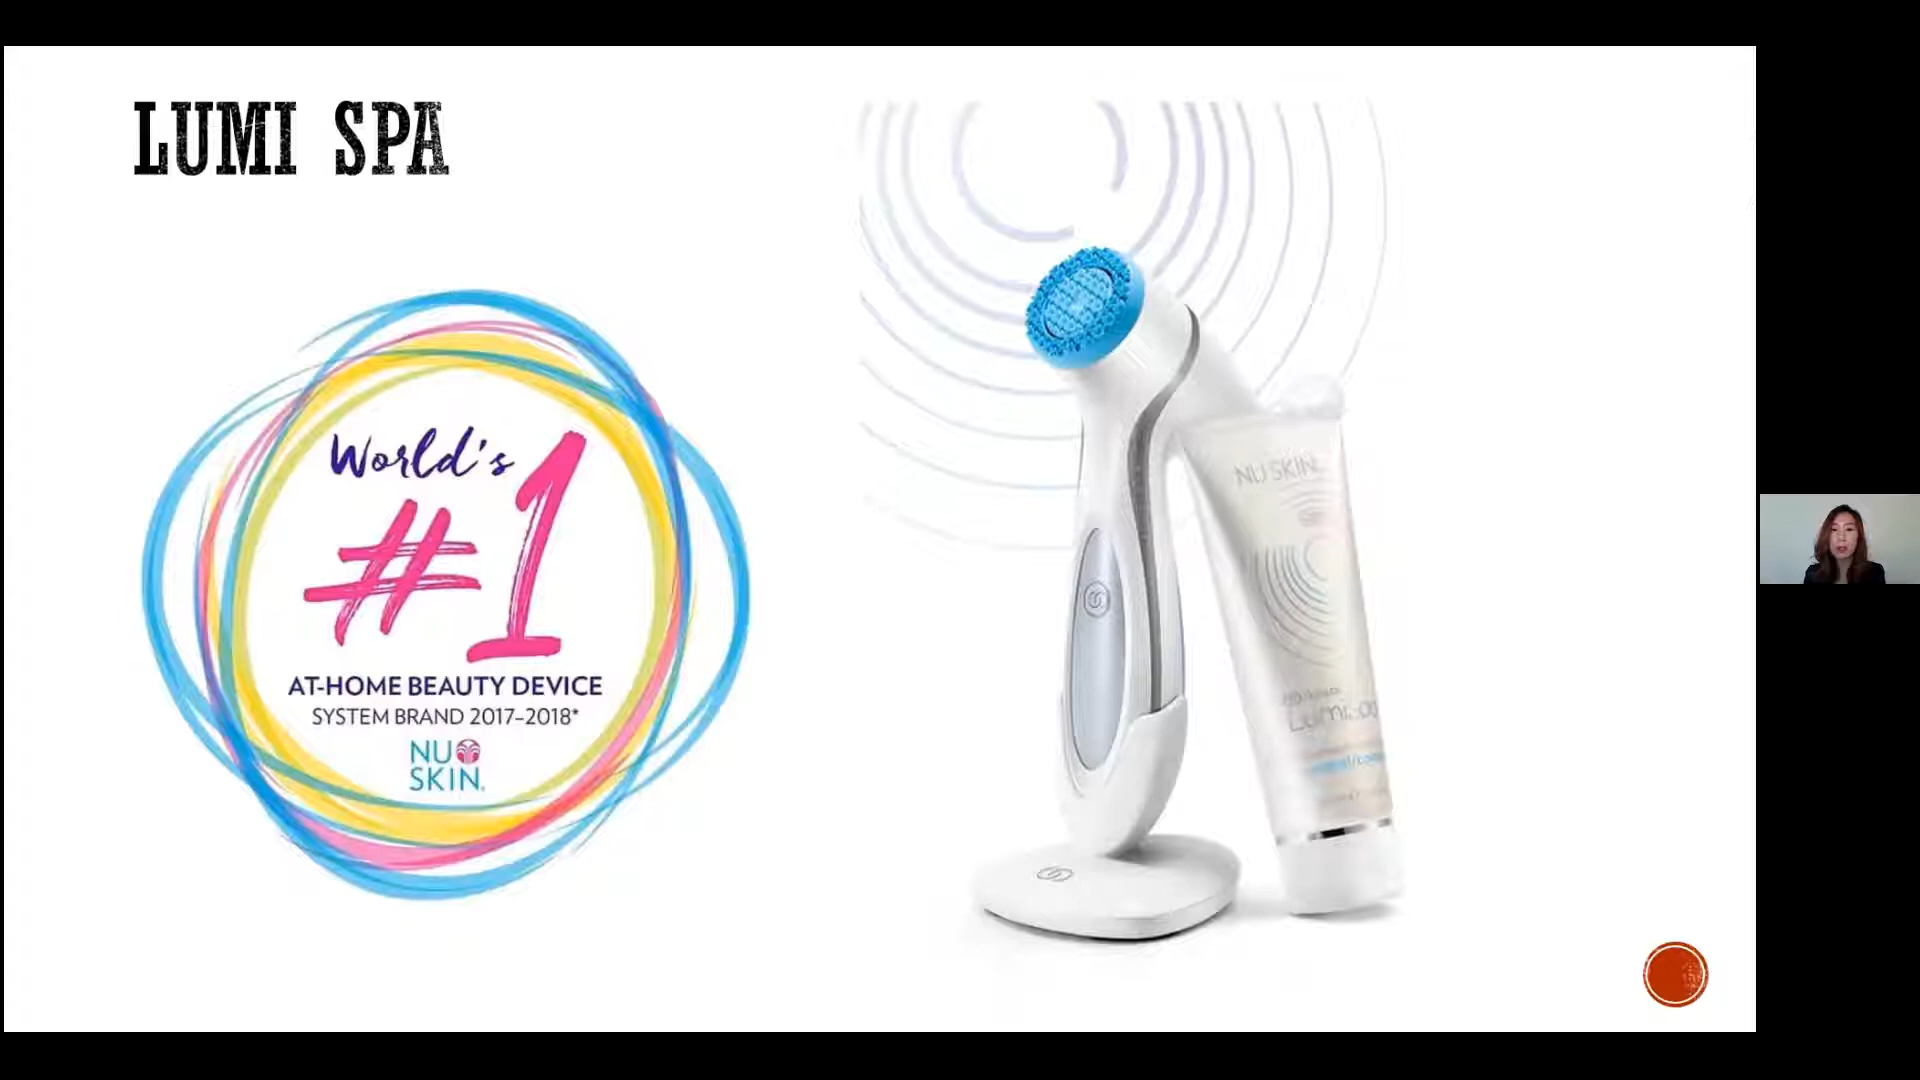 LUMI SPA
World's
#1
AT-HOME BEAUTY DEVICE
SYSTEM BRAND 2017-2018*
NU
SKIN
NU SKIN